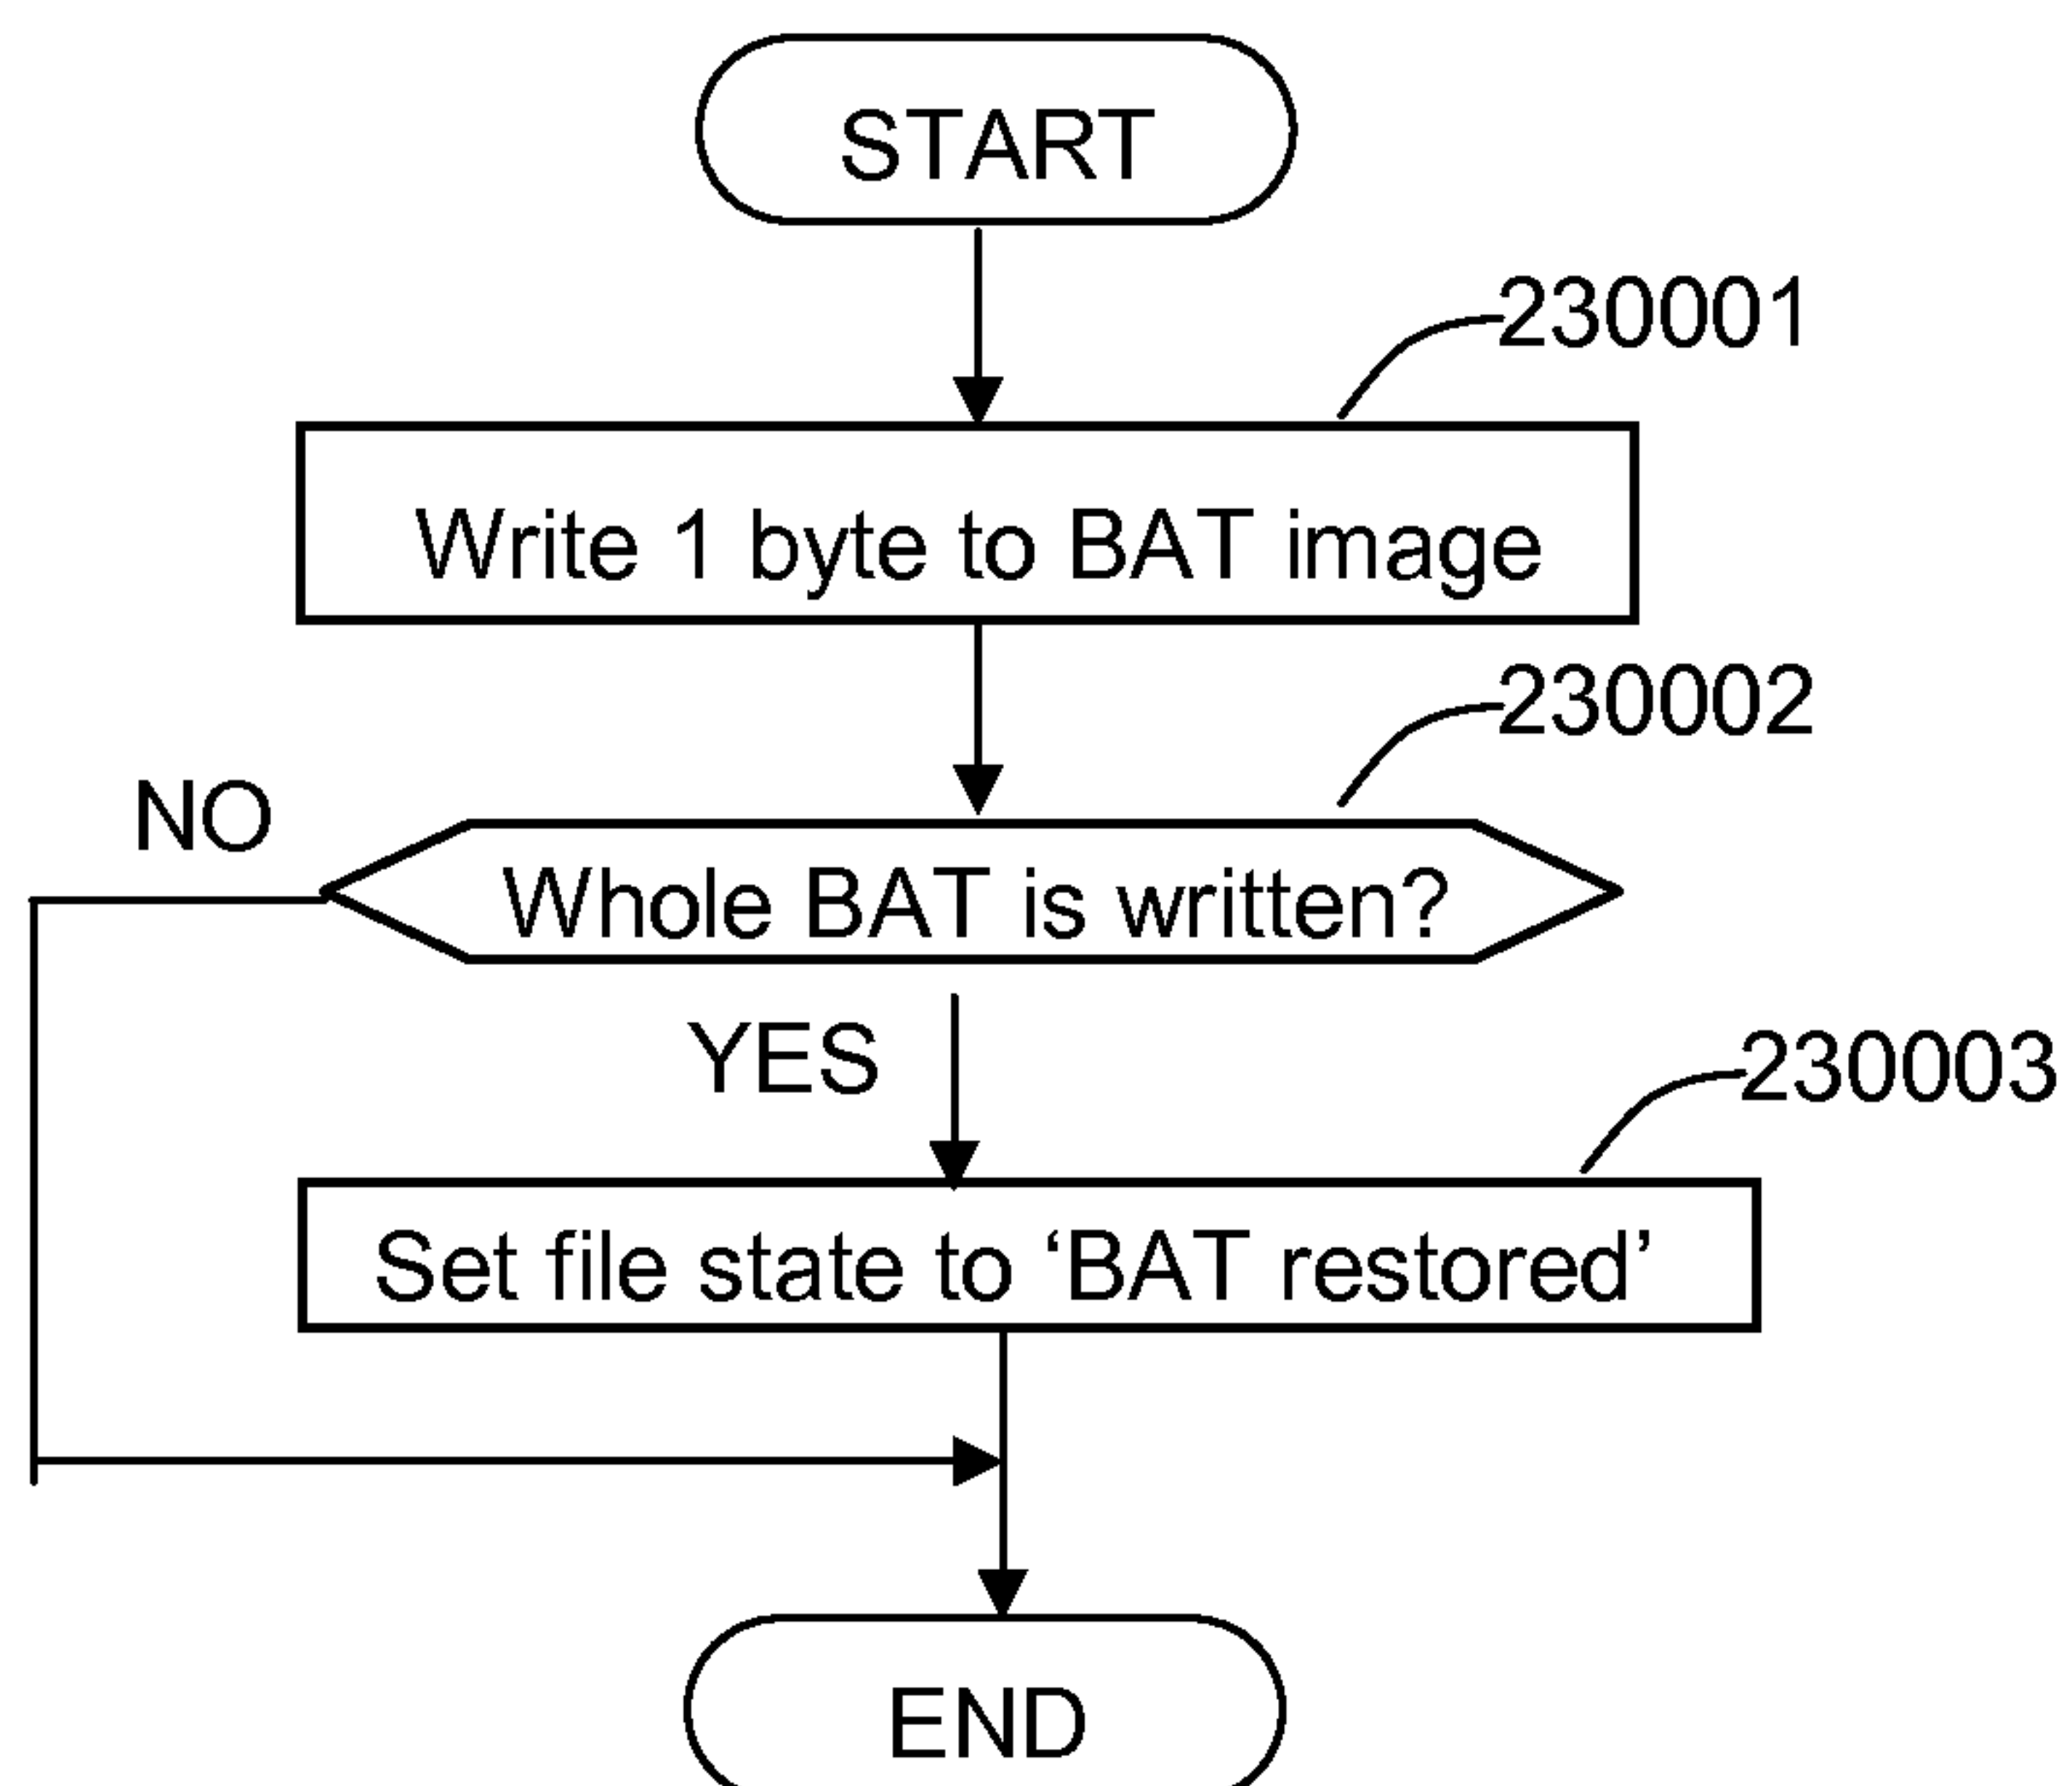 START
230001
Write 1 byte to BAT image
230002
NO
Whole BAT is written?
YES
230003
Set file state to ‘BAT restored’
END